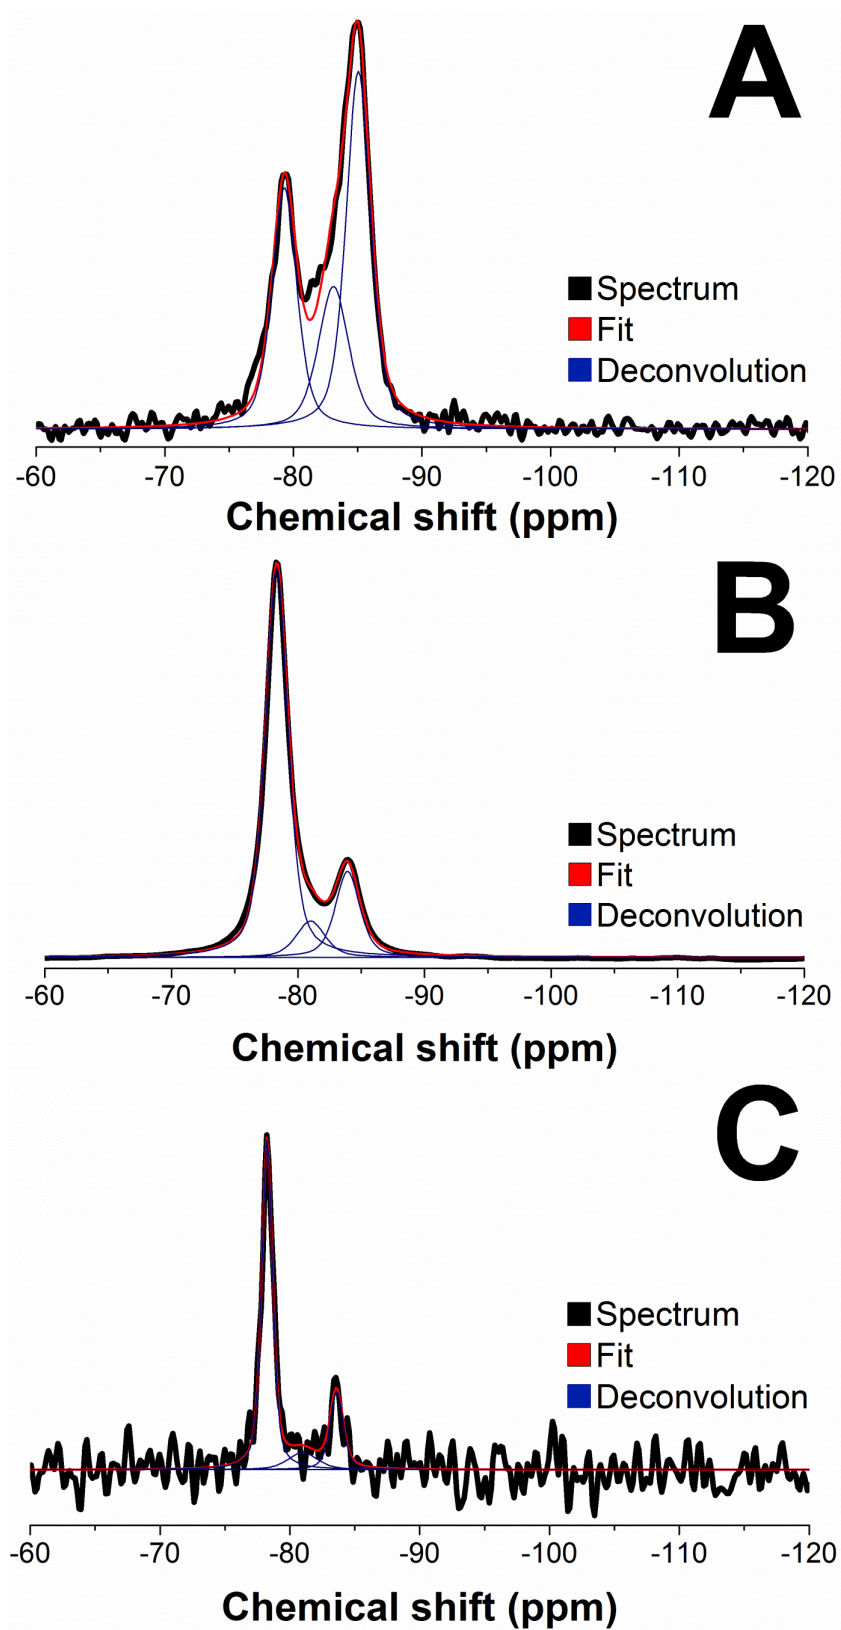 A
Spectrum
Fit
Deconvolution
-60 -70 -80 -90 -100 -110 -120
Chemical shift (ppm)
B
Spectrum
Fit
Deconvolution
-60 -70 -80 -90 -100 -110 -120
Chemical shift (ppm)
C
Spectrum
Fit
Deconvolution
-60 -70 -80 -90 -100 -110 -120
Chemical shift (ppm)